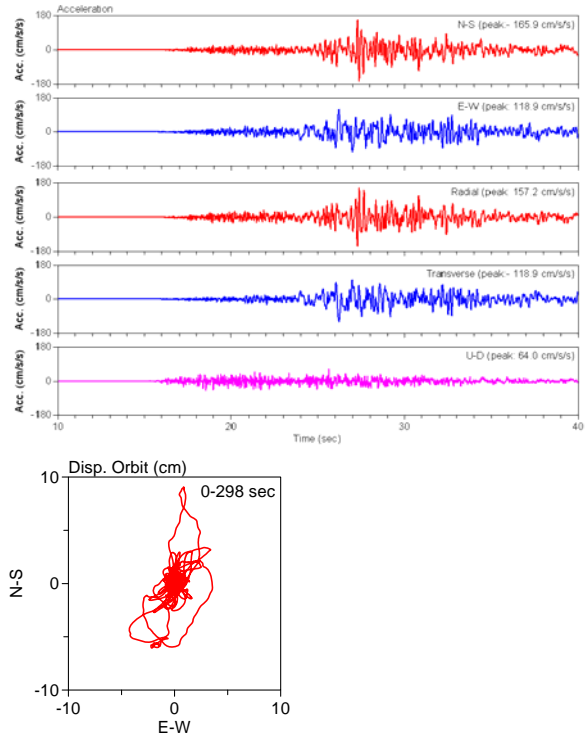 Acceleration
180
0
-180
Acc. (cm/s/s)
N-S (peak:- 165.9 cm/s/s)
180
0
-180
Acc. (cm/s/s)
E-W (peak: 118.9 cm/s/s)
180
0
-180
Acc. (cm/s/s)
Radial (peak: 157.2 cm/s/s)
180
0
-180
Acc. (cm/s/s)
Transverse (peak:- 118.9 cm/s/s)
180
0
-180
Acc. (cm/s/s)
U-D (peak: 64.0 cm/s/s)
10 20 30 40
Time (sec)
Disp. Orbit (cm)
0-298 sec
10
0
-10
N-S
-10 0 10
E-W